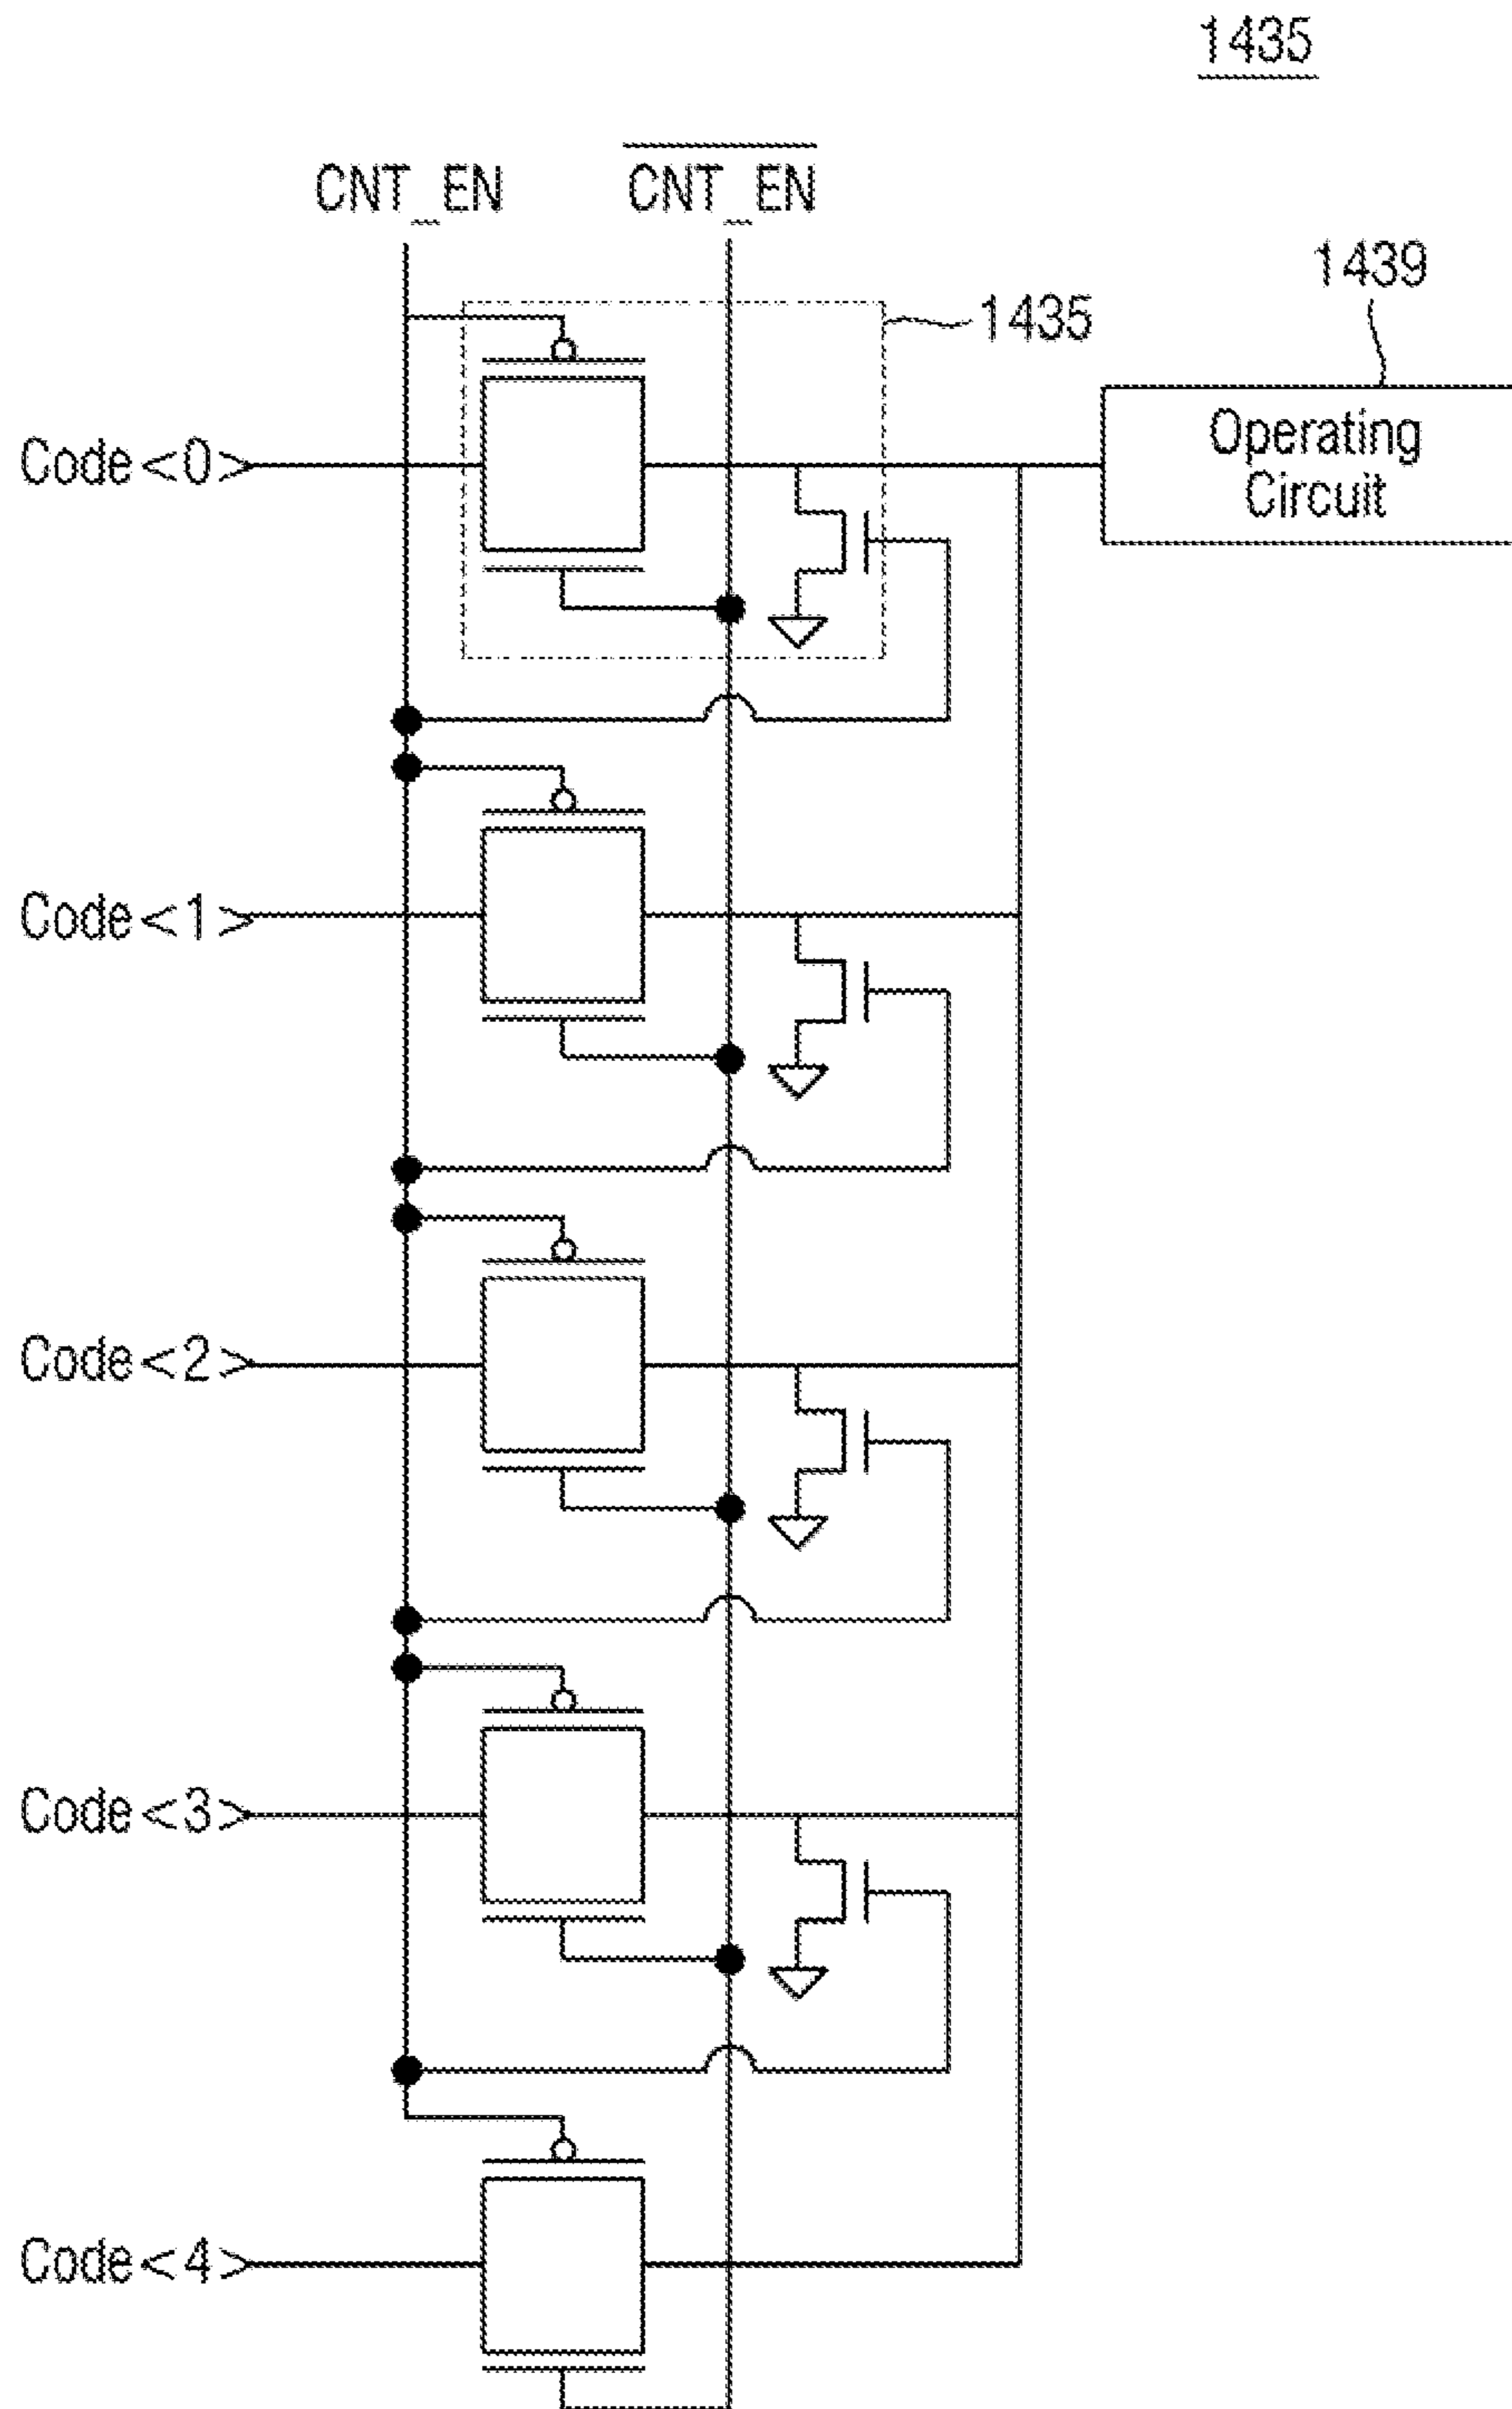 1435
CNT_EN
CNT_EN
1439
1435
Operating
Circuit
Code<0>
Code<1>
Code<2>
Code<3>
Code<4>